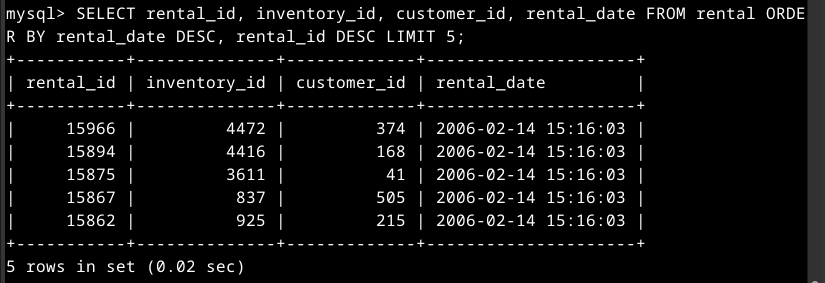 mysql> SELECT rental_id, inventory_id, customer_id, rental_date FROM rental ORDE
R BY rental_date DESC, rental_id DESC LIMIT 5;
+-----------+--------------+-------------+---------------------+
| rental_id | inventory_id | customer_id | rental_date         |
+-----------+--------------+-------------+---------------------+
|     15966 |         4472 |         374 | 2006-02-14 15:16:03 |
|     15894 |         4416 |         168 | 2006-02-14 15:16:03 |
|     15875 |         3611 |          41 | 2006-02-14 15:16:03 |
|     15867 |          837 |         505 | 2006-02-14 15:16:03 |
|     15862 |          925 |         215 | 2006-02-14 15:16:03 |
+-----------+--------------+-------------+---------------------+
5 rows in set (0.02 sec)